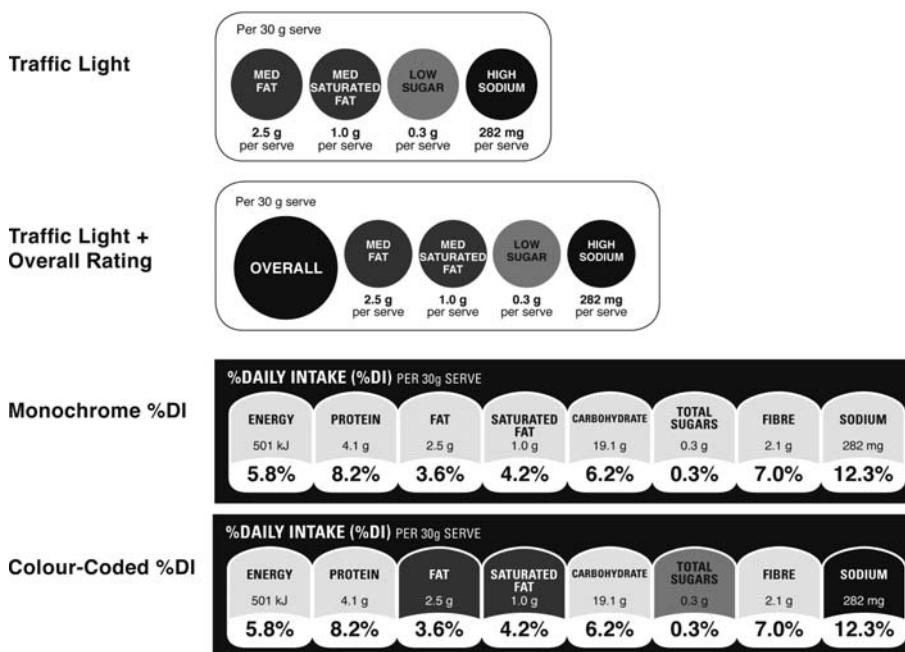 Traffic Light
Per 30 g serve
MED
FAT
MED
SATURATED
FAT
LOW
SUGAR
HIGH
SODIUM
2.5 g
per serve
1.0 g
per serve
0.3 g
per serve
282 mg
per serve
Traffic Light +
Overall Rating
Per 30 g serve
OVERALL
MED
FAT
MED
SATURATED
FAT
LOW
SUGAR
HIGH
SODIUM
2.5 g
per serve
1.0 g
per serve
0.3 g
per serve
282 mg
per serve
Monochrome %DI
%DAILY INTAKE (%DI) PER 30g SERVE
ENERGY
501 kJ
5.8%
PROTEIN
4.1 g
8.2%
FAT
2.5 g
3.6%
SATURATED
FAT
1.0 g
4.2%
CARBOHYDRATE
19.1 g
6.2%
TOTAL
SUGARS
0.3 g
0.3%
FIBRE
2.1 g
7.0%
SODIUM
282 mg
12.3%
Colour-Coded %DI
%DAILY INTAKE (%DI) PER 30g SERVE
ENERGY
501 kJ
5.8%
PROTEIN
4.1 g
8.2%
FAT
2.5 g
3.6%
SATURATED
FAT
1.0 g
4.2%
CARBOHYDRATE
19.1 g
6.2%
TOTAL
SUGARS
0.3 g
0.3%
FIBRE
2.1 g
7.0%
SODIUM
282 mg
12.3%